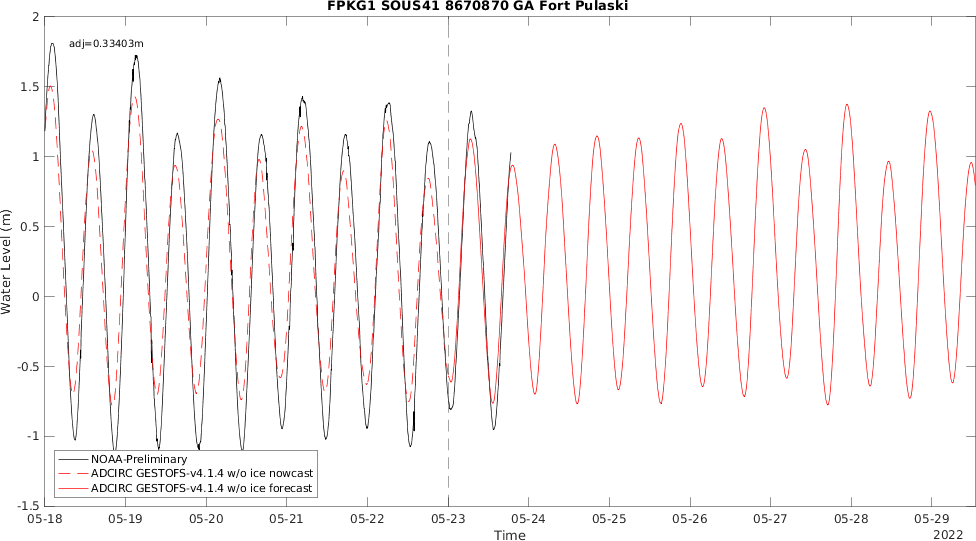 FPKG1 SOUS41 8670870 GA Fort Pulaski
2
adj=0.33403m
1.5
1
0.5
0
-0.5
-1
-1.5
Water Level (m)
NOAA-Preliminary
ADCIRC GESTOFS-v4.1.4 w/o ice nowcast
ADCIRC GESTOFS-v4.1.4 w/o ice forecast
05-18 05-19 05-20 05-21 05-22 05-23 05-24 05-25 05-26 05-27 05-28 05-29
Time
2022